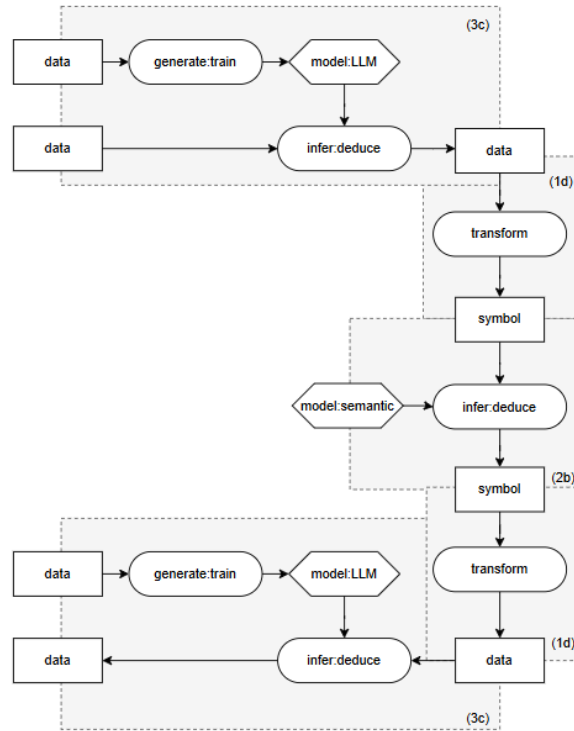 (3c)
data
generate:train
model:LLM
data
infer:deduce
data
(1d)
transform
symbol
model:semantic
infer:deduce
(2b)
symbol
data
generate:train
model:LLM
transform
data
infer:deduce
data
(1d)
(3c)